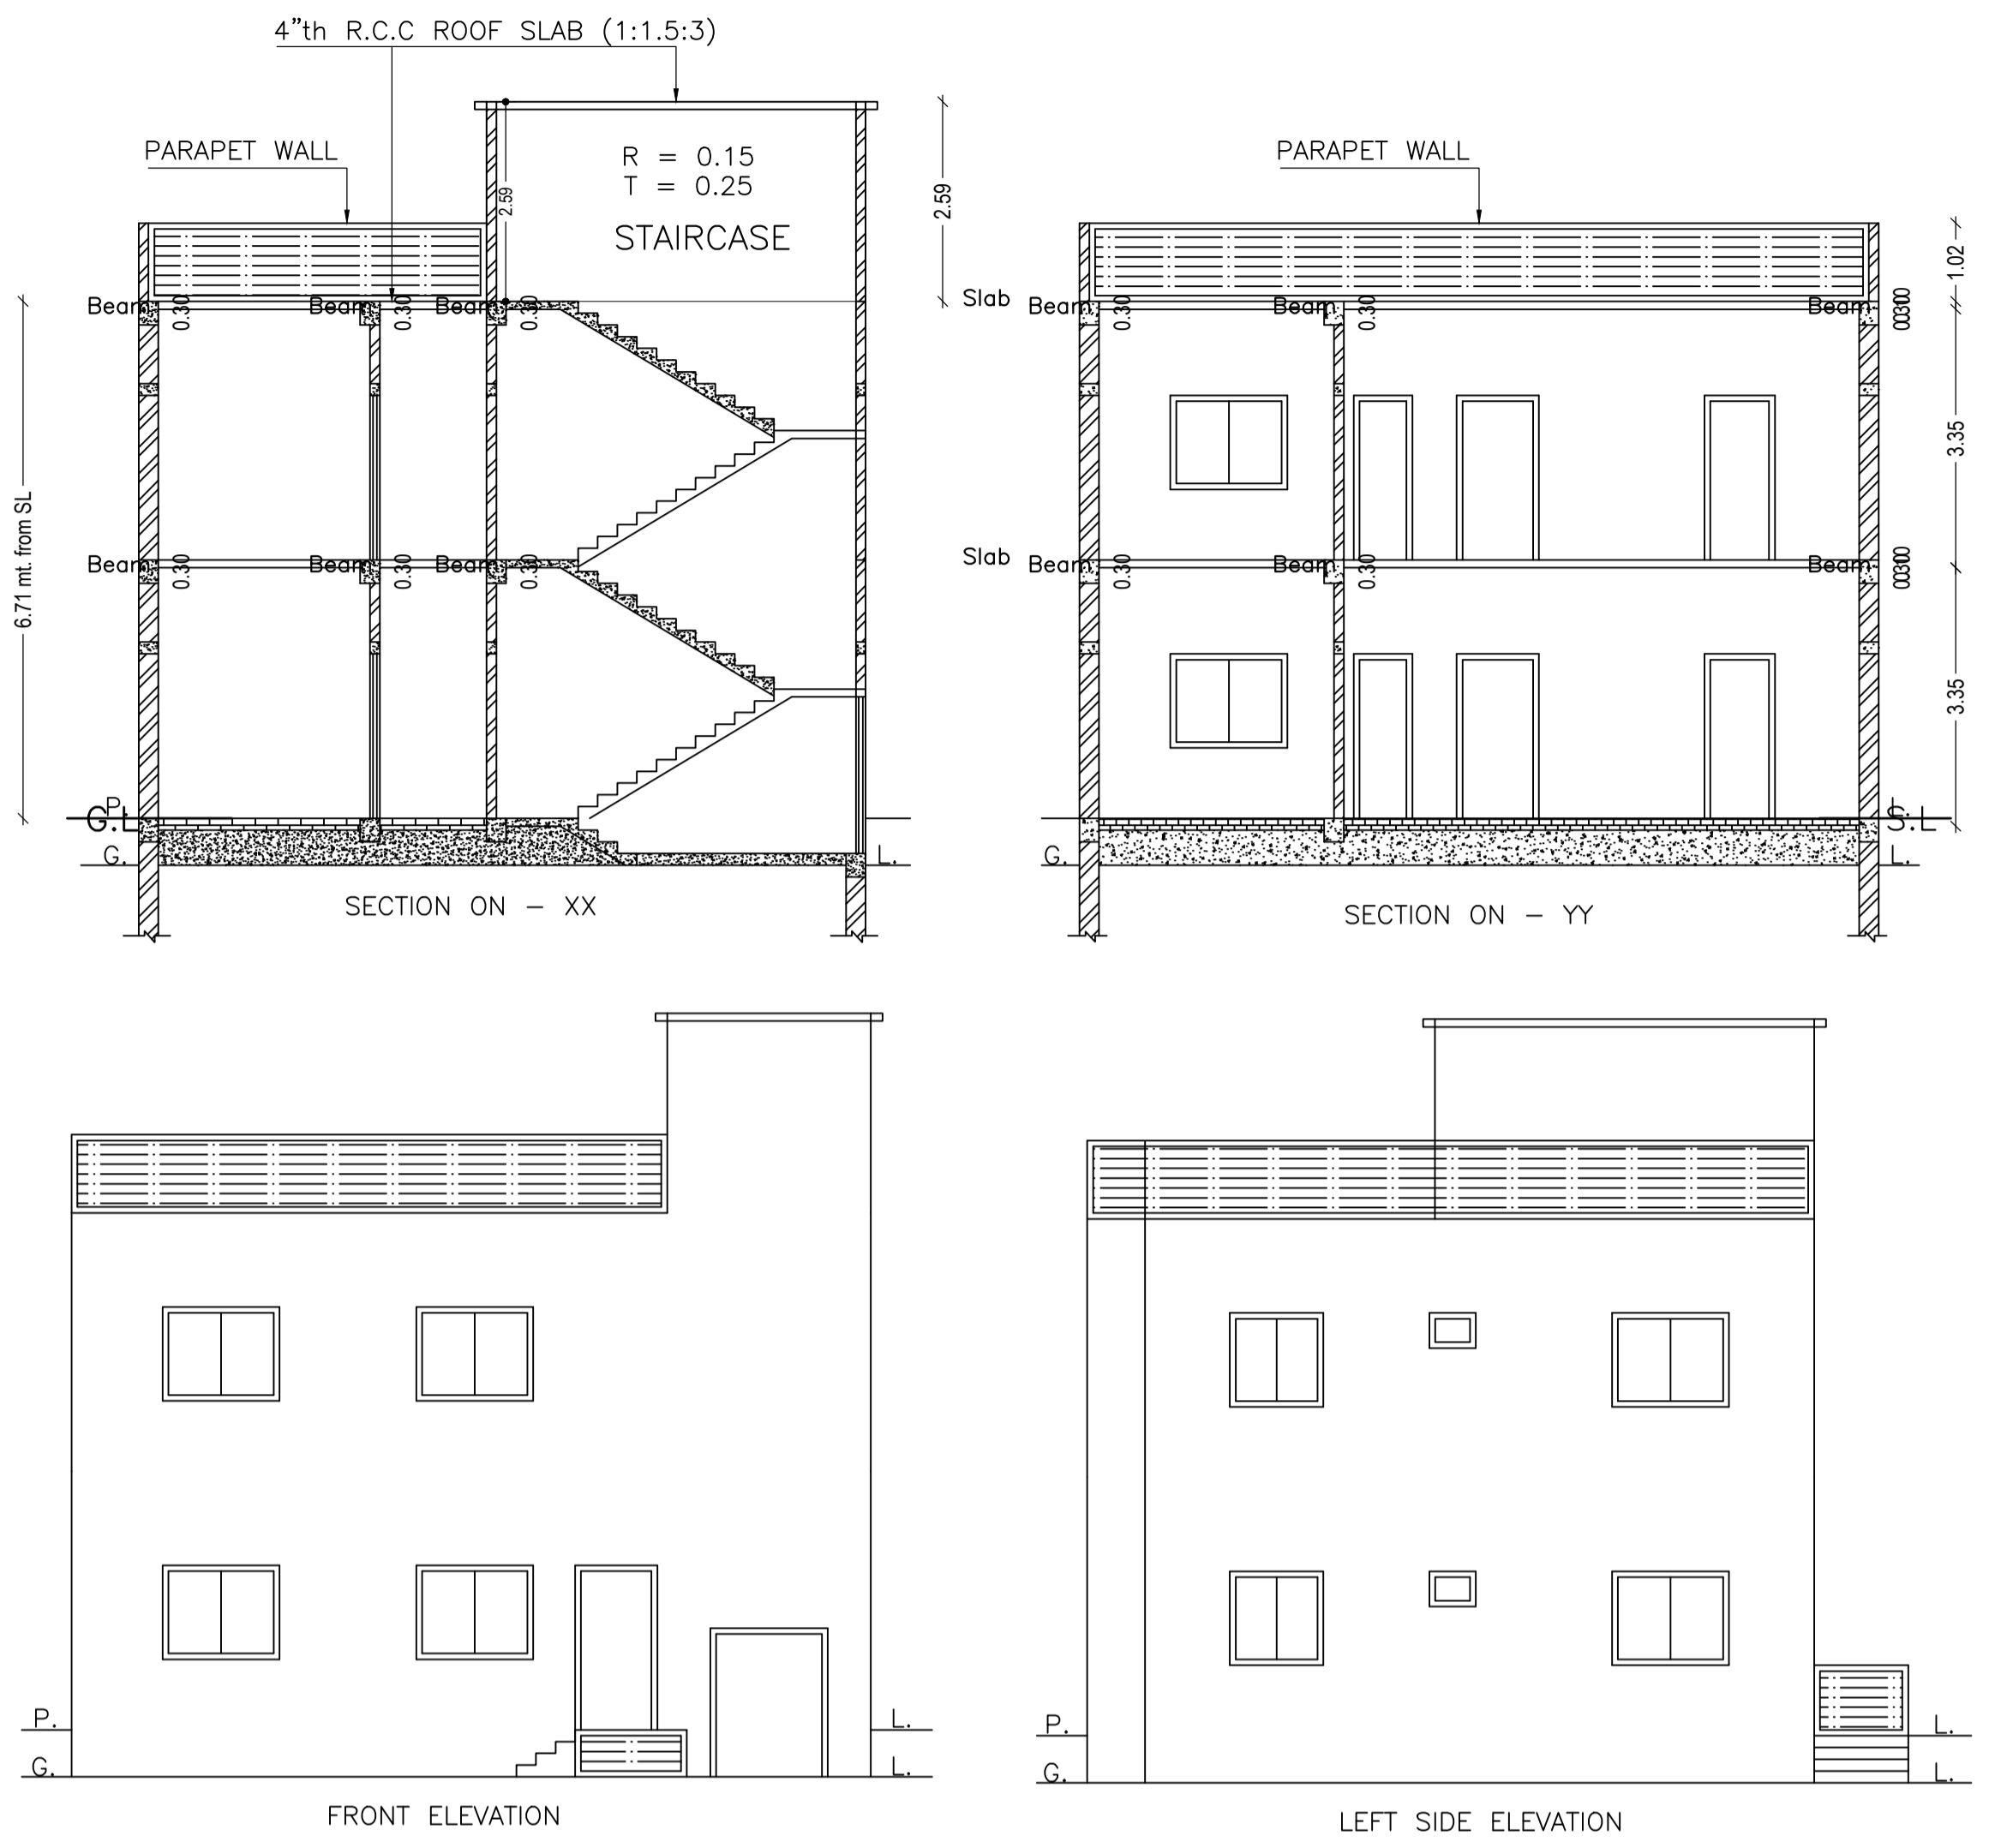 4"th R.C.C ROOF SLAB (1:1.5:3)
PARAPET WALL
R = 0.15
T = 0.25
STAIRCASE
2.59
2.59
Beam 0.30 Beam 0.30 Beam 0.30
6.71 mt. from SL
Beam 0.30 Beam 0.30 Beam 0.30
P.
G.L
G. L.
SECTION ON - XX
PARAPET WALL
1.02
Slab Beam 0.30 Beam 0.30 Beam
3.35
Slab Beam 0.30 Beam 0.30 Beam
3.35
L.
S.L
G. L.
SECTION ON - YY
P. L.
G. L.
FRONT ELEVATION
P. L.
G. L.
LEFT SIDE ELEVATION